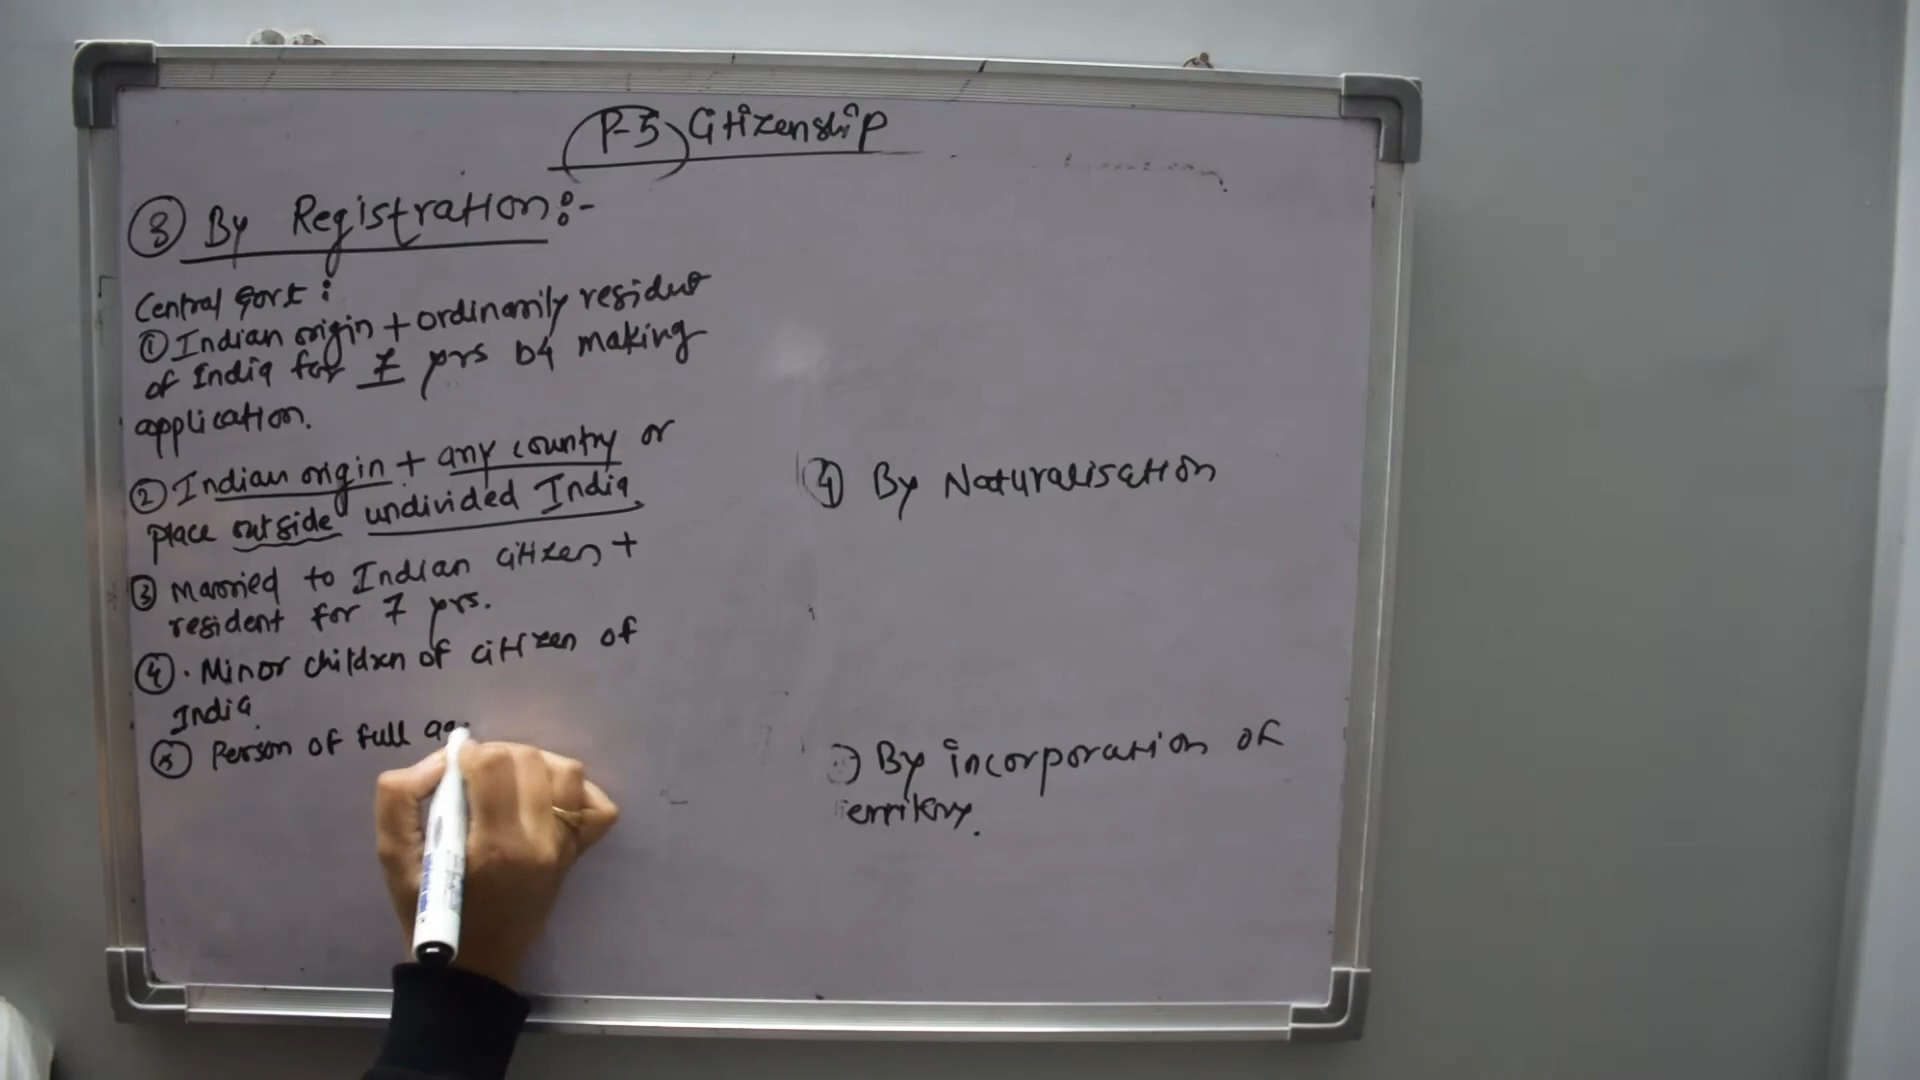 P-5 Citizenship
3 By Registration :-
Central Govt :
1 Indian origin + ordinarily resident
of India for 7 yrs b4 making
application.
2 Indian origin + any country or
place outside undivided India
3 Married to Indian citizen +
resident for 7 yrs.
4 . Minor children of citizen of
India
5 Person of full ag
4 By Naturalisation
) By incorporation of
erritory.